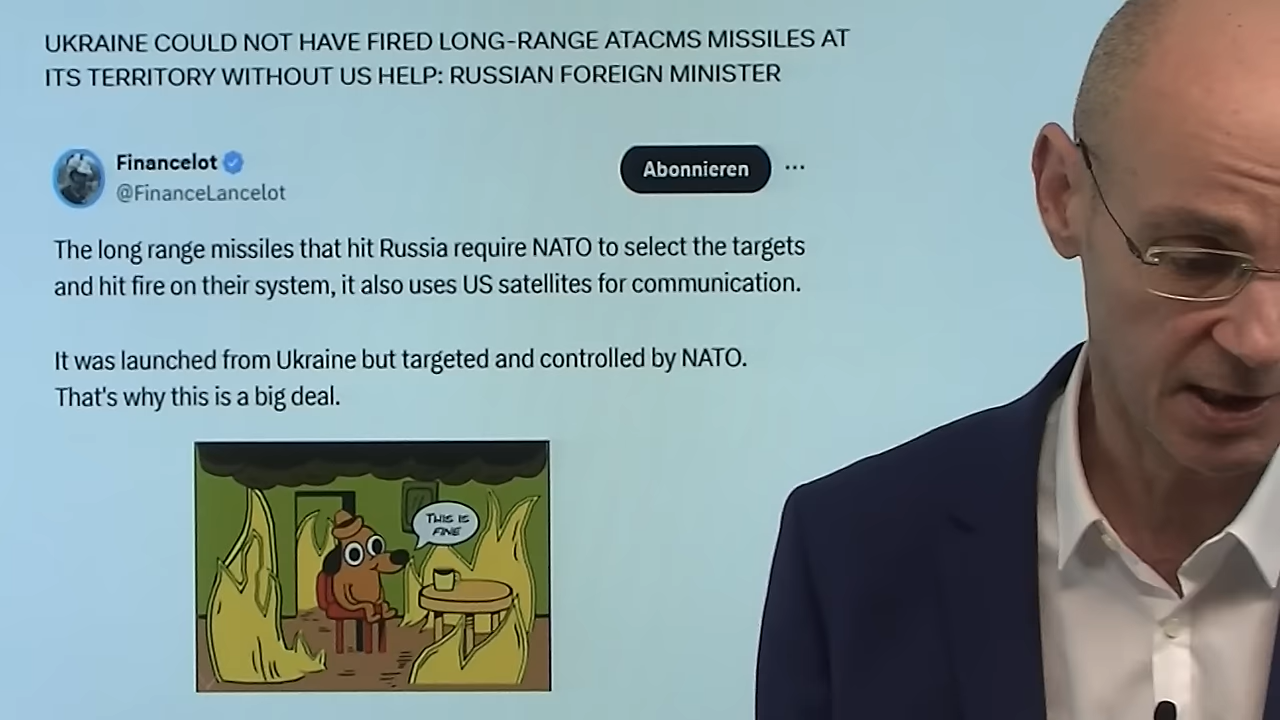 UKRAINE COULD NOT HAVE FIRED LONG-RANGE ATACMS MISSILES AT
ITS TERRITORY WITHOUT US HELP: RUSSIAN FOREIGN MINISTER
Financelot
@FinanceLancelot
Abonnieren
The long range missiles that hit Russia require NATO to select the targets
and hit fire on their system, it also uses US satellites for communication.
It was launched from Ukraine but targeted and controlled by NATO.
That's why this is a big deal.
THIS IS
FINE